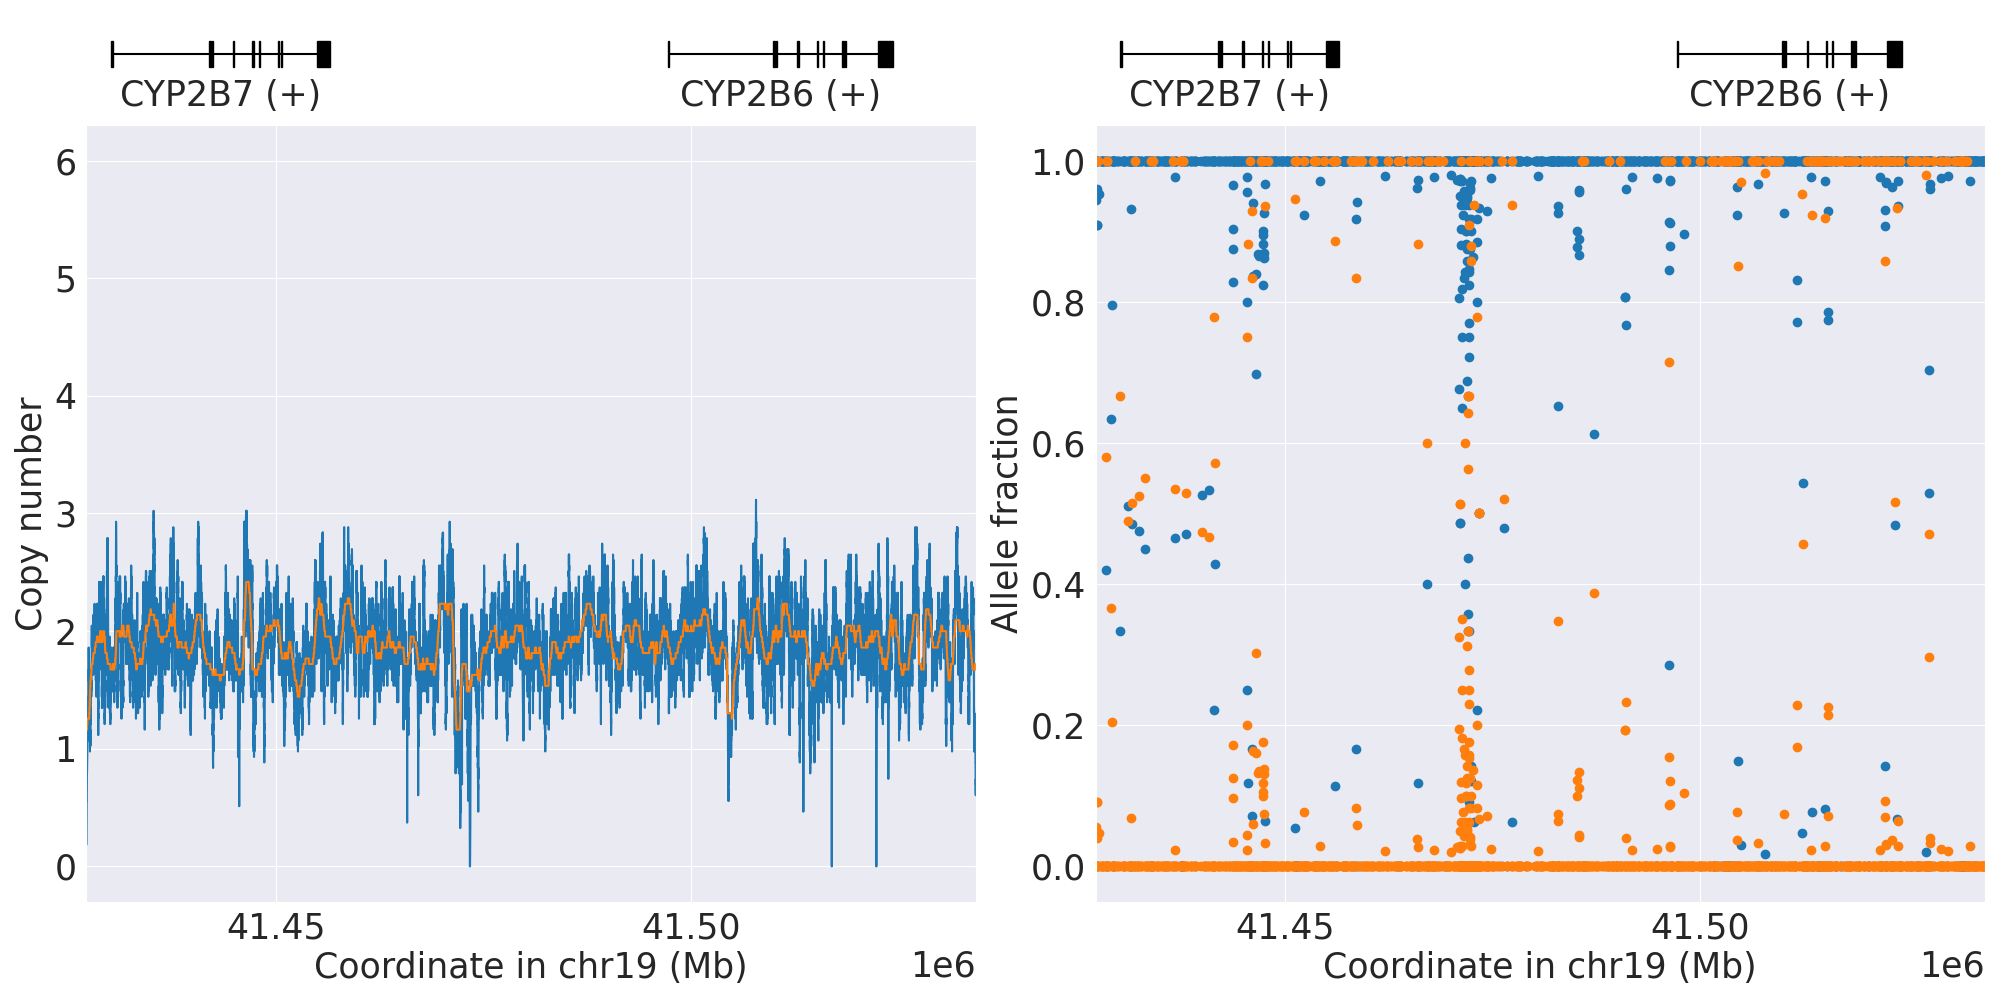 CYP2B7 (+)
CYP2B6 (+)
6
5
4
3
2
1
0
Copy number
41.45
41.50
Coordinate in chr19 (Mb)
1e6
CYP2B7 (+)
CYP2B6 (+)
1.0
0.8
0.6
0.4
0.2
0.0
Allele fraction
41.45
41.50
Coordinate in chr19 (Mb)
1e6